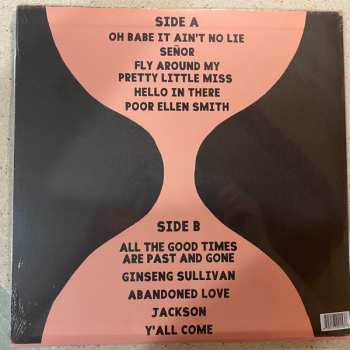 SIDE A
OH BABE IT AIN'T NO LIE
SEÑOR
FLY AROUND MY
PRETTY LITTLE MISS
HELLO IN THERE
POOR ELLEN SMITH
SIDE B
ALL THE GOOD TIMES
ARE PAST AND GONE
GINSENG SULLIVAN
ABANDONED LOVE
JACKSON
Y'ALL COME